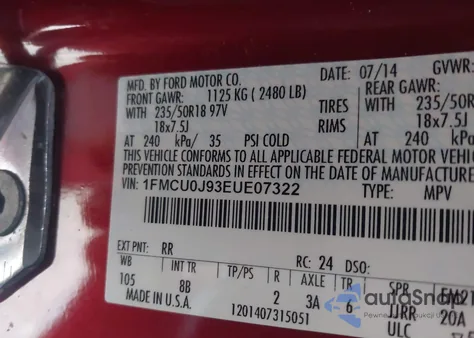 MFD. BY FORD MOTOR CO.
DATE: 07/14 GVWR:
FRONT GAWR: 1125 KG ( 2480 LB) REAR GAWR:
WITH 235/50R18 97V TIRES 235/50R
18x7.5J RIMS 18x7.5J
AT 240 kPa/ 35 PSI COLD AT 240 kPa/
THIS VEHICLE CONFORMS TO ALL APPLICABLE FEDERAL MOTOR VEHIC
SAFETY STANDARDS IN EFFECT ON THE DATE OF MANUFACTURE
VIN: 1FMCU0J93EUE07322 TYPE: MPV
EXT PNT: RR RC: 24 DSO:
WB INT TR TP/PS R AXLE TR SPR
105 8B 2 3A 6 UJRR 20A
MADE IN U.S.A. 1201407315051 ULC
autoSnap